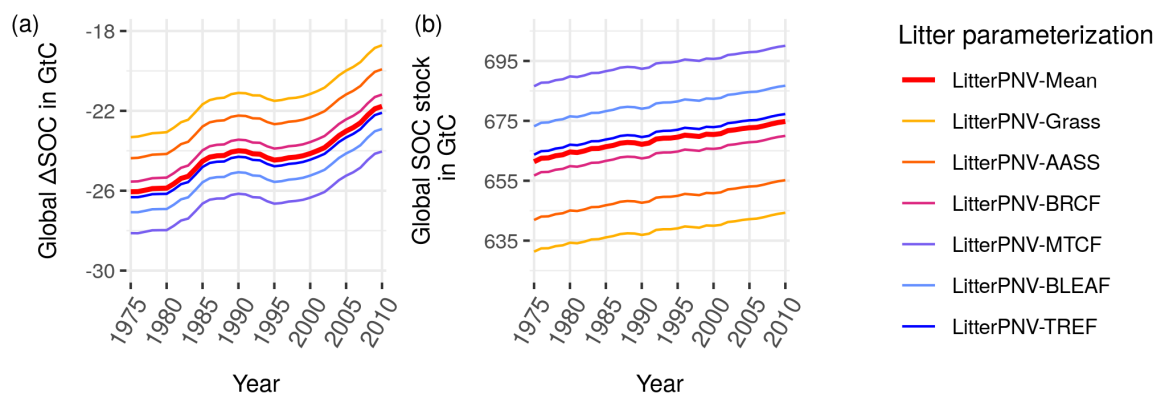 (a)
Global ΔSOC in GtC
-18
-22
-26
-30
1975
1980
1985
1990
1995
2000
2005
2010
Year
(b)
Global SOC stock
in GtC
695
675
655
635
1975
1980
1985
1990
1995
2000
2005
2010
Year
Litter parameterization
LitterPNV-Mean
LitterPNV-Grass
LitterPNV-AASS
LitterPNV-BRCF
LitterPNV-MTCF
LitterPNV-BLEAF
LitterPNV-TREF